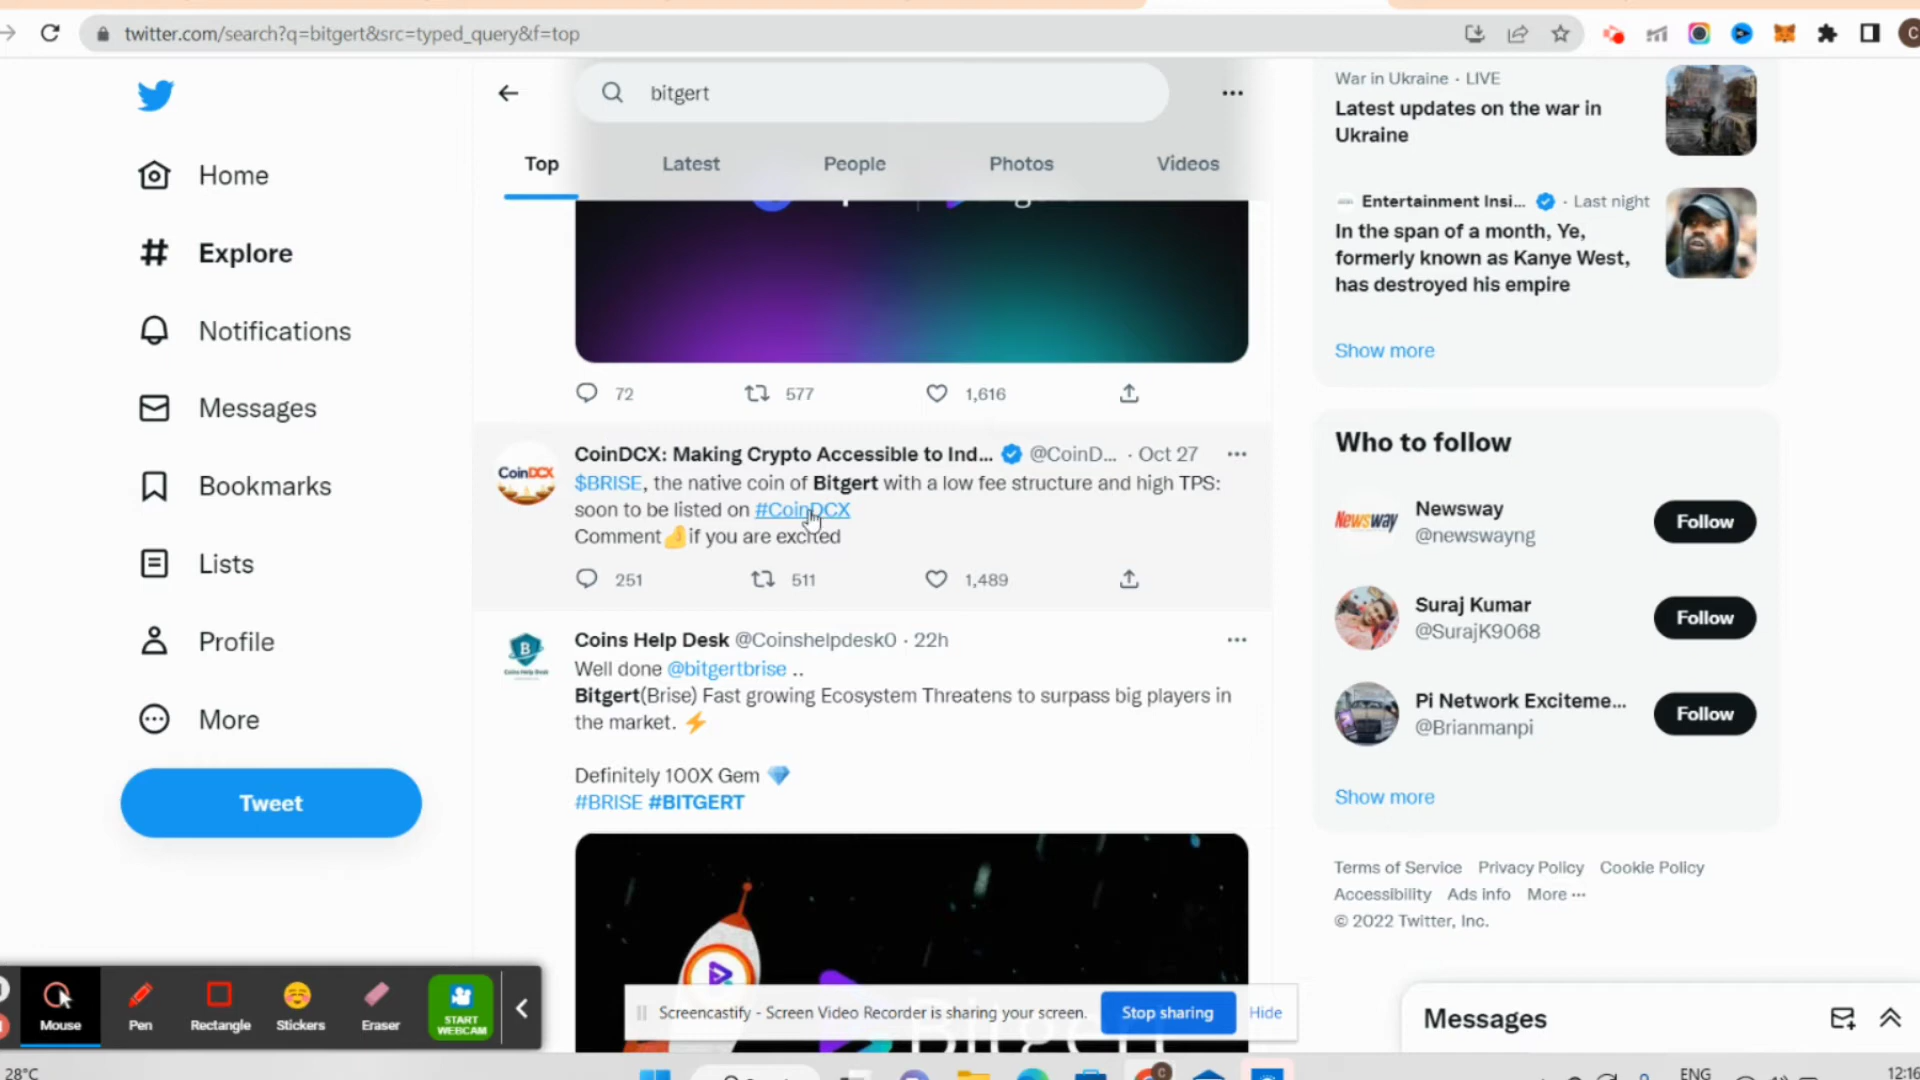 twitter.com/search?q=bitgert&src=typed_query&f=top
bitgert
Top
Latest
People
Photos
Videos
Home
Explore
Notifications
Messages
Bookmarks
Lists
Profile
More
Tweet
72
577
1,616
CoinDCX
CoinDCX: Making Crypto Accessible to Ind... @CoinD... · Oct 27
$BRISE, the native coin of Bitgert with a low fee structure and high TPS:
soon to be listed on #CoinDCX
Comment if you are excited
251
511
1,489
Coins Help Desk @Coinshelpdesk0 · 22h
Well done @bitgertbrise ..
Bitgert(Brise) Fast growing Ecosystem Threatens to surpass big players in
the market.
Definitely 100X Gem
#BRISE #BITGERT
War in Ukraine · LIVE
Latest updates on the war in
Ukraine
Entertainment Insi... · Last night
In the span of a month, Ye,
formerly known as Kanye West,
has destroyed his empire
Show more
Who to follow
Newsway
Newsway
@newswayng
Follow
Suraj Kumar
@SurajK9068
Follow
Pi Network Exciteme...
@Brianmanpi
Follow
Show more
Terms of Service Privacy Policy Cookie Policy
Accessibility Ads info More ···
© 2022 Twitter, Inc.
Messages
Mouse
Pen
Rectangle
Stickers
Eraser
START
WEBCAM
Screencastify - Screen Video Recorder is sharing your screen.
Stop sharing
Hide
28°C
ENG
12:16